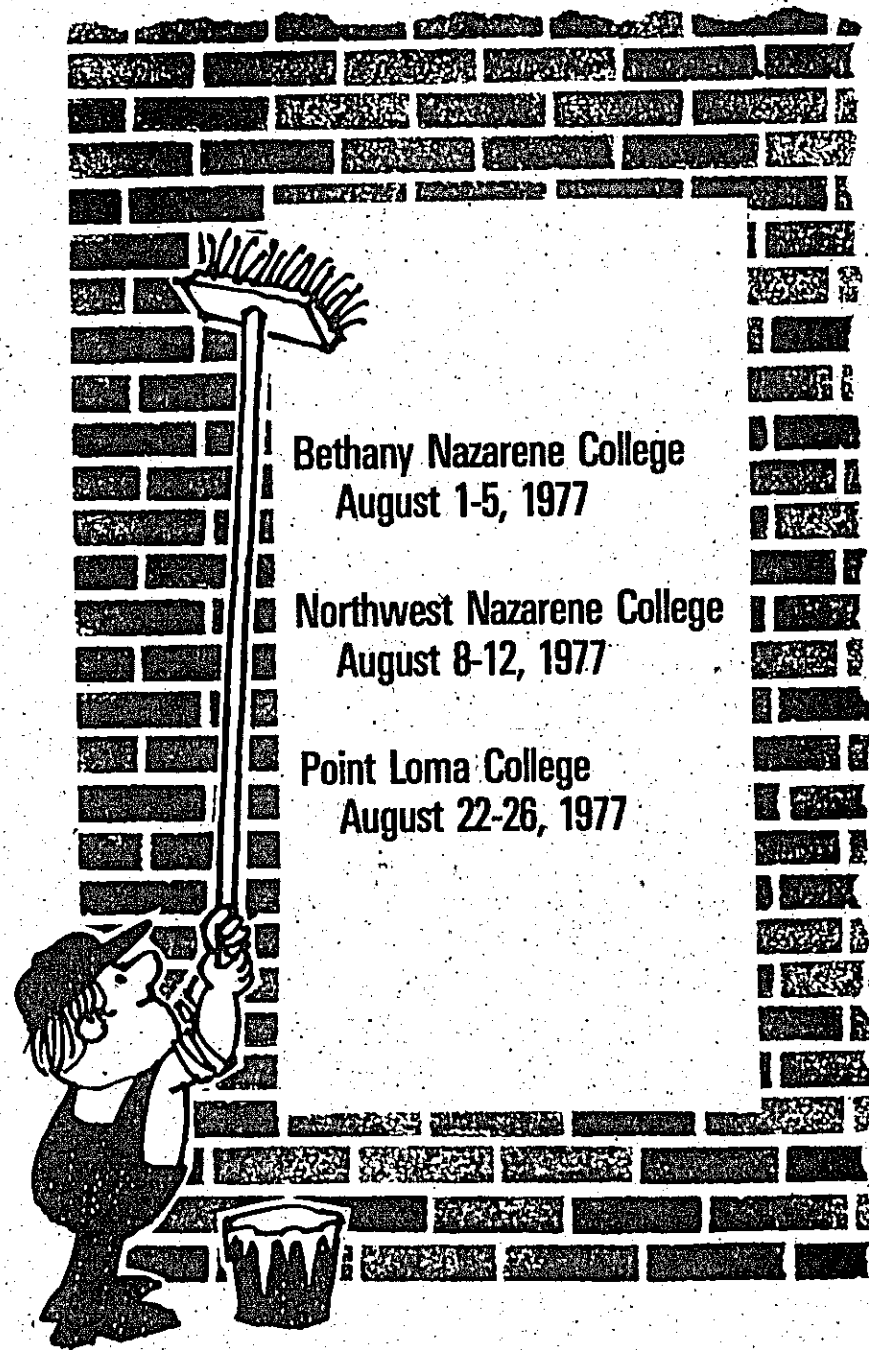 Bethany Nazarene College
August 1-5, 1977
Northwest Nazarene College
August 8-12, 1977
Point Loma College
August 22-26, 1977